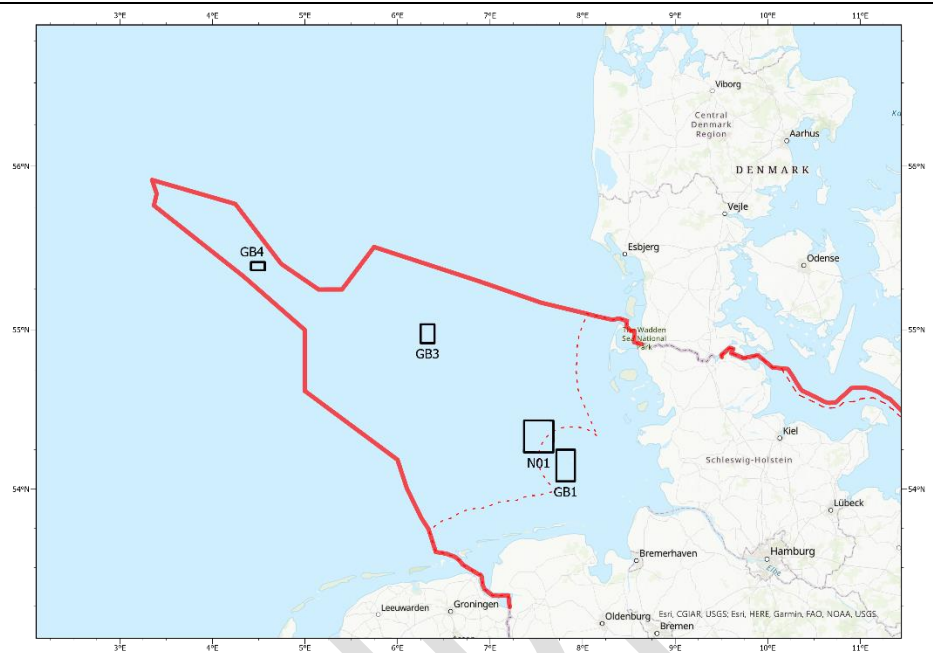 3°E 4°E 5°E 6°E 7°E 8°E 9°E 10°E 11°E
Viborg
Central
Denmark
Region
Aarhus
56°N 56°N
DENMARK
Vejle
Esbjerg
GB4
Odense
55°N 55°N
The Wadden
Sea National
Park
GB3
Kiel
N01
Schleswig-Holstein
GB1
54°N 54°N
Lübeck
Bremerhaven
Hamburg
Elbe
Leeuwarden
Groningen
Oldenburg
Esri, CGIAR, USGS; Esri, HERE, Garmin, FAO, NOAA, USGS
Bremen
3°E 4°E 5°E 6°E 7°E 8°E 9°E 10°E 11°E